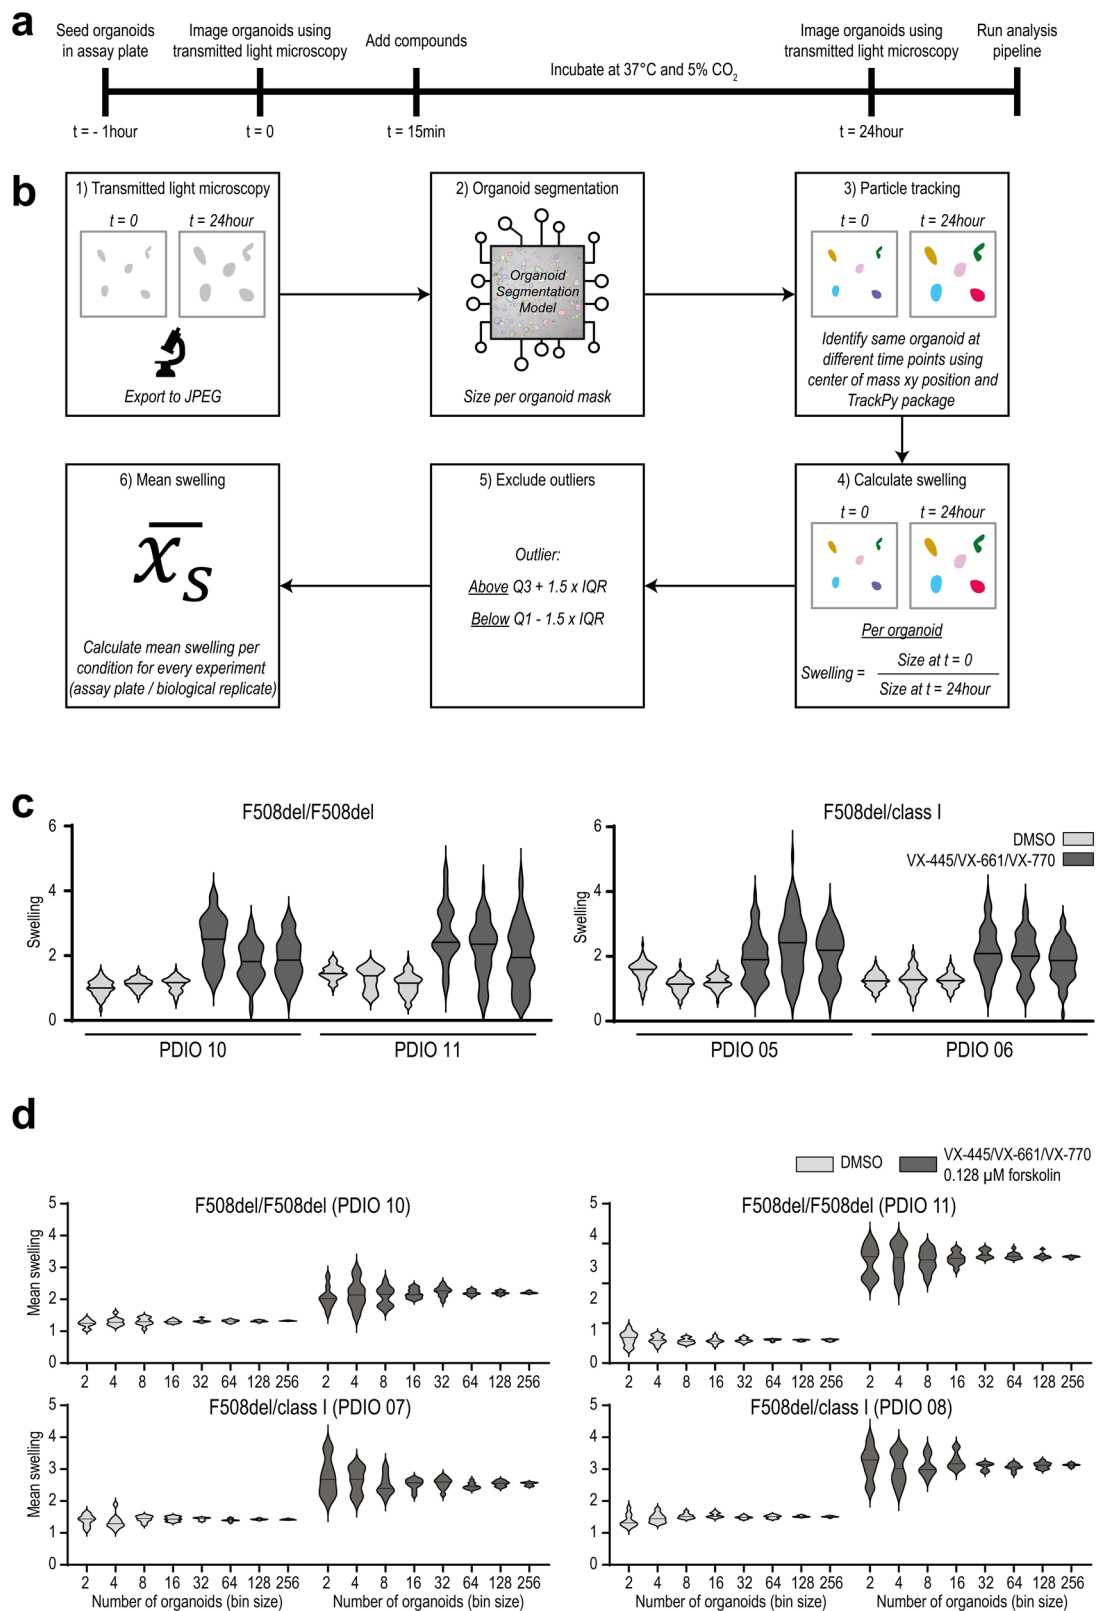 a
Seed organoids
in assay plate
Image organoids using
transmitted light microscopy
Add compounds
Incubate at 37°C and 5% CO2
Image organoids using
transmitted light microscopy
Run analysis
pipeline
t = - 1hour
t = 0
t = 15min
t = 24hour
b
1) Transmitted light microscopy
t = 0
t = 24hour
Export to JPEG
2) Organoid segmentation
Organoid
Segmentation
Model
Size per organoid mask
3) Particle tracking
t = 0
t = 24hour
Identify same organoid at
different time points using
center of mass xy position and
TrackPy package
4) Calculate swelling
t = 0
t = 24hour
Per organoid
Swelling =
Size at t = 0
Size at t = 24hour
5) Exclude outliers
Outlier:
Above Q3 + 1.5 x IQR
Below Q1 - 1.5 x IQR
6) Mean swelling
x̅S
Calculate mean swelling per
condition for every experiment
(assay plate / biological replicate)
c
F508del/F508del
Swelling
6
4
2
0
PDIO 10
PDIO 11
F508del/class I
DMSO
VX-445/VX-661/VX-770
Swelling
6
4
2
0
PDIO 05
PDIO 06
d
DMSO
VX-445/VX-661/VX-770
0.128 µM forskolin
F508del/F508del (PDIO 10)
Mean swelling
5
4
3
2
1
0
2 4 8 16 32 64 128 256 2 4 8 16 32 64 128 256
F508del/F508del (PDIO 11)
5
4
3
2
1
0
2 4 8 16 32 64 128 256 2 4 8 16 32 64 128 256
F508del/class I (PDIO 07)
Mean swelling
5
4
3
2
1
0
2 4 8 16 32 64 128 256 2 4 8 16 32 64 128 256
Number of organoids (bin size) Number of organoids (bin size)
F508del/class I (PDIO 08)
5
4
3
2
1
0
2 4 8 16 32 64 128 256 2 4 8 16 32 64 128 256
Number of organoids (bin size) Number of organoids (bin size)